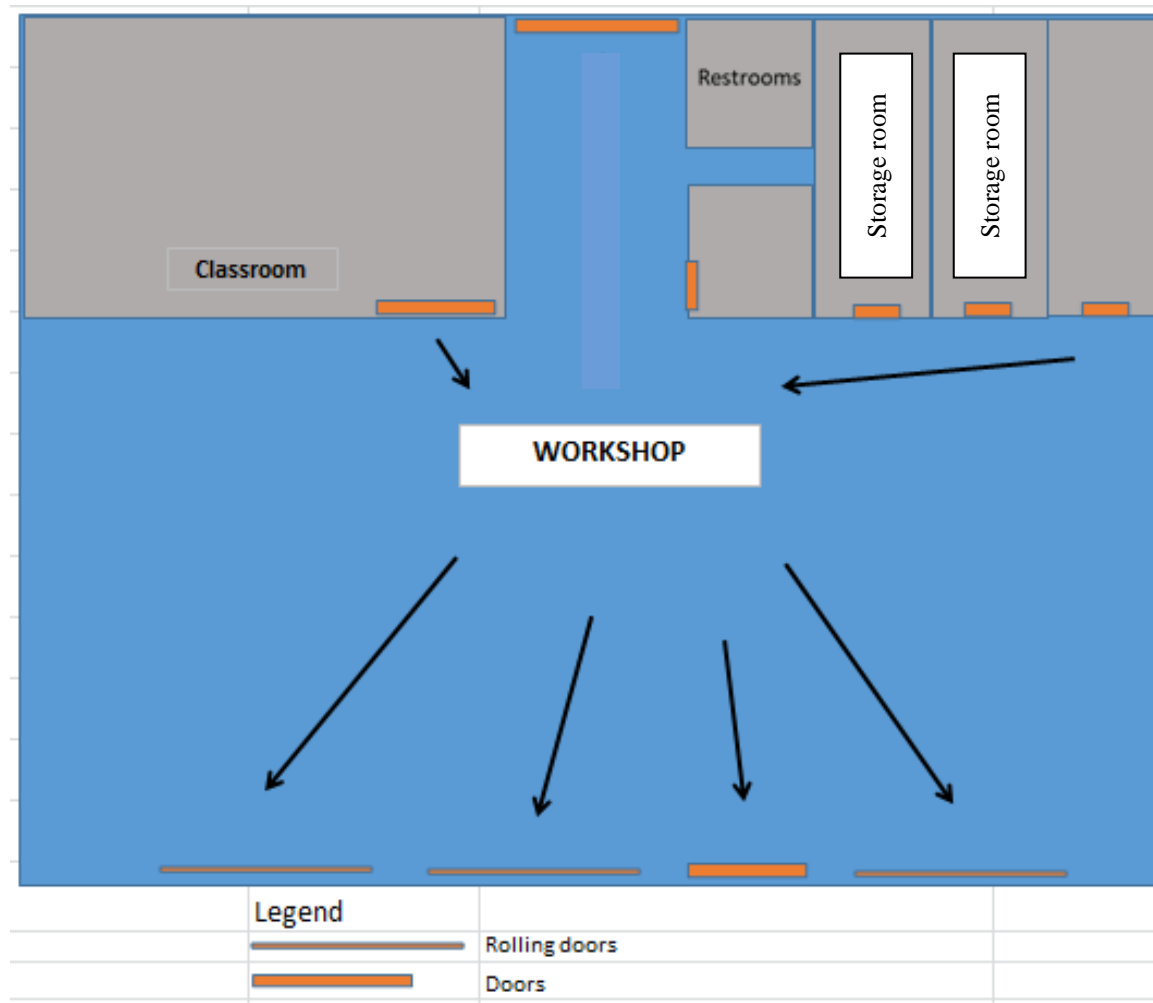 Restrooms
Storage room
Storage room
Classroom
WORKSHOP
Legend
Rolling doors
Doors